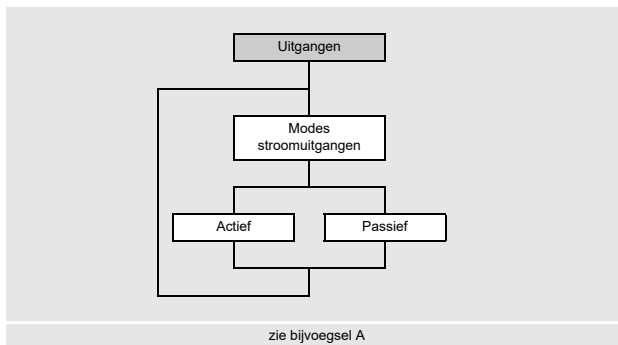 Uitgangen
Modes
stroomuitgangen
Actief
Passief
zie bijvoegsel A